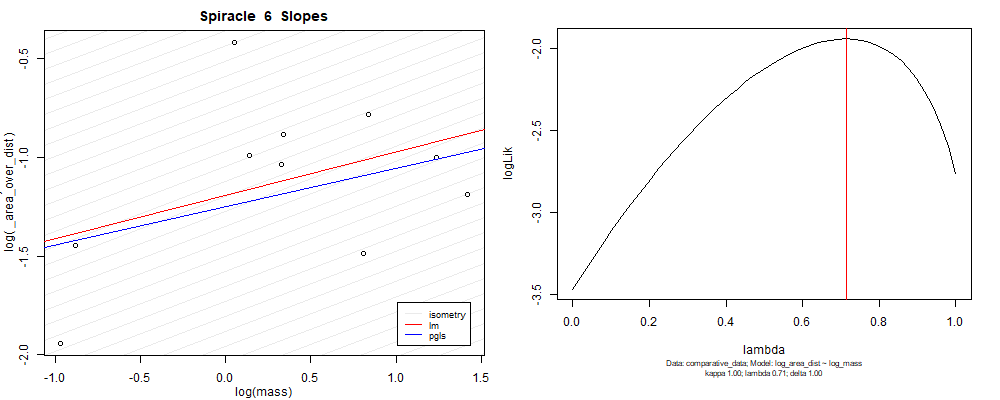 Spiracle 6 Slopes
-0.5
-1.0
-1.5
-2.0
-1.0 -0.5 0.0 0.5 1.0 1.5
log(mass)
log(_area_over_dist)
isometry
lm
pgls
-2.0
-2.5
-3.0
-3.5
0.0 0.2 0.4 0.6 0.8 1.0
logLik
lambda
Data: comparative_data; Model: log_area_dist ~ log_mass
kappa 1.00; lambda 0.71; delta 1.00